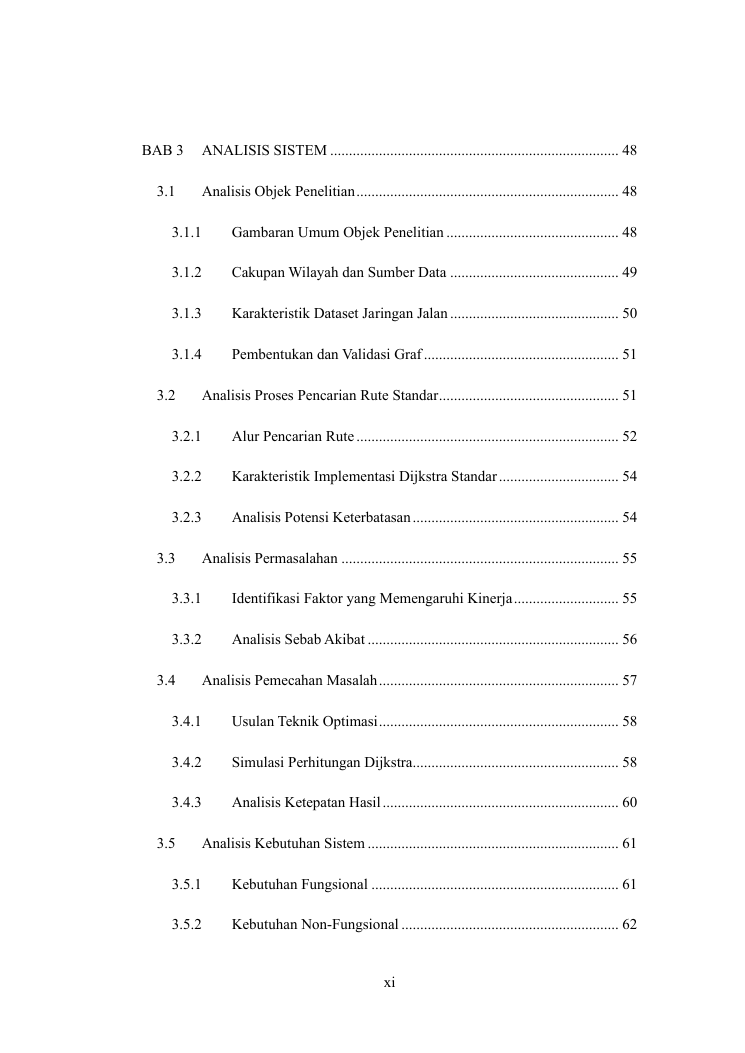 BAB 3 ANALISIS SISTEM ............................................................................. 48
3.1 Analisis Objek Penelitian...................................................................... 48
3.1.1 Gambaran Umum Objek Penelitian .............................................. 48
3.1.2 Cakupan Wilayah dan Sumber Data ............................................. 49
3.1.3 Karakteristik Dataset Jaringan Jalan ............................................. 50
3.1.4 Pembentukan dan Validasi Graf .................................................... 51
3.2 Analisis Proses Pencarian Rute Standar................................................ 51
3.2.1 Alur Pencarian Rute ...................................................................... 52
3.2.2 Karakteristik Implementasi Dijkstra Standar ................................ 54
3.2.3 Analisis Potensi Keterbatasan ....................................................... 54
3.3 Analisis Permasalahan .......................................................................... 55
3.3.1 Identifikasi Faktor yang Memengaruhi Kinerja............................ 55
3.3.2 Analisis Sebab Akibat ................................................................... 56
3.4 Analisis Pemecahan Masalah................................................................ 57
3.4.1 Usulan Teknik Optimasi................................................................ 58
3.4.2 Simulasi Perhitungan Dijkstra....................................................... 58
3.4.3 Analisis Ketepatan Hasil ............................................................... 60
3.5 Analisis Kebutuhan Sistem ................................................................... 61
3.5.1 Kebutuhan Fungsional .................................................................. 61
3.5.2 Kebutuhan Non-Fungsional .......................................................... 62
xi